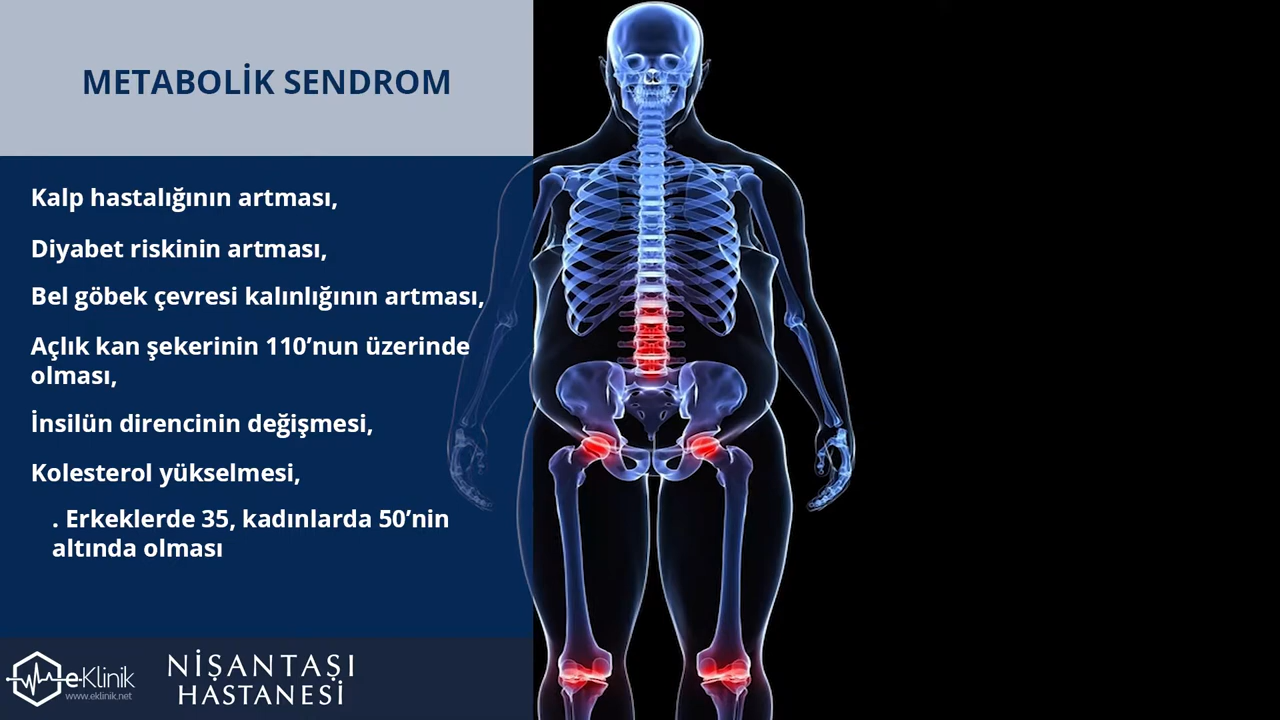 METABOLİK SENDROM
Kalp hastalığının artması,
Diyabet riskinin artması,
Bel göbek çevresi kalınlığının artması,
Açlık kan şekerinin 110’nun üzerinde
olması,
İnsilün direncinin değişmesi,
Kolesterol yükselmesi,
. Erkeklerde 35, kadınlarda 50’nin
altında olması
e-Klinik
www.eklinik.net
NİŞANTAŞI
HASTANESİ